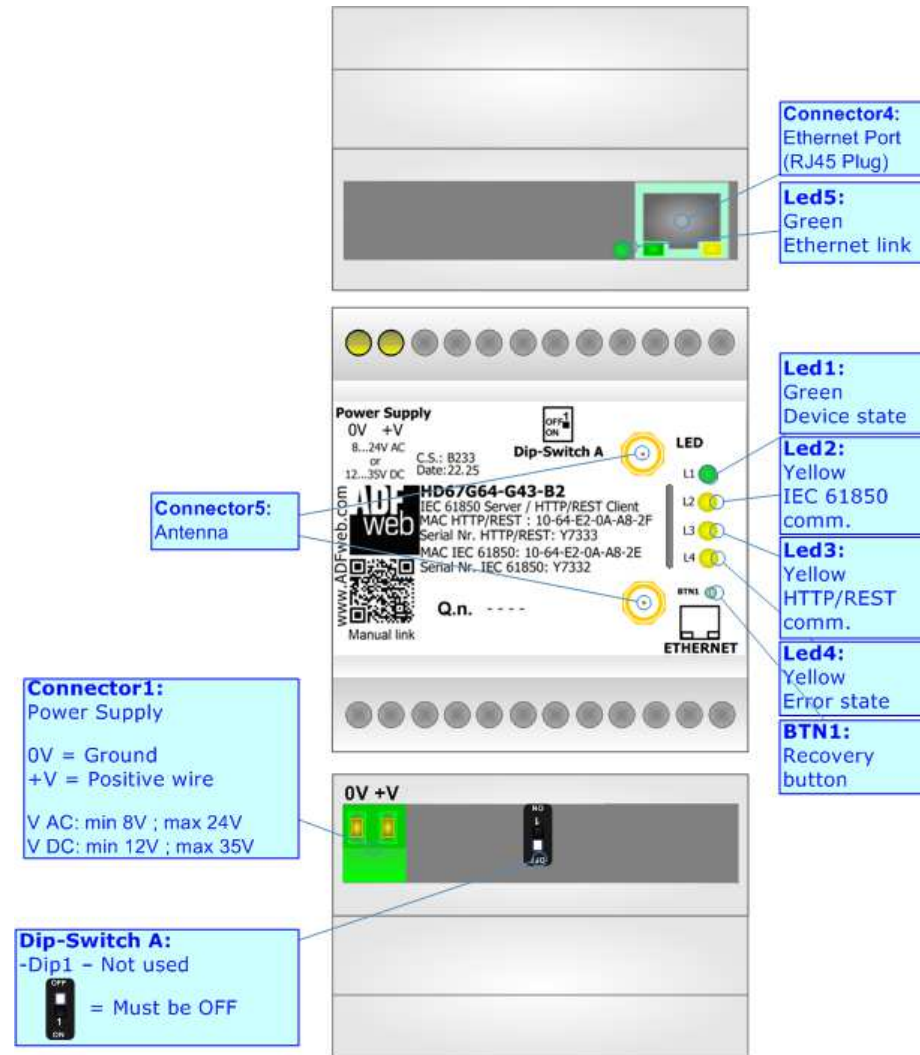 Connector4:
Ethernet Port
(RJ45 Plug)
Led5:
Green
Ethernet link
Power Supply
0V +V
8...24V AC
or
12...35V DC
C.S.: B233
Date:22.25
OFF 1
ON
Dip-Switch A
LED
L1
L2
L3
L4
BTN1
ETHERNET
www.ADFweb.com
ADF
web
HD67G64-G43-B2
IEC 61850 Server / HTTP/REST Client
MAC HTTP/REST : 10-64-E2-0A-A8-2F
Serial Nr. HTTP/REST: Y7333
MAC IEC 61850: 10-64-E2-0A-A8-2E
Serial Nr. IEC 61850: Y7332
Q.n. ----
Manual link
Led1:
Green
Device state
Led2:
Yellow
IEC 61850
comm.
Led3:
Yellow
HTTP/REST
comm.
Led4:
Yellow
Error state
BTN1:
Recovery
button
Connector5:
Antenna
Connector1:
Power Supply
0V = Ground
+V = Positive wire
V AC: min 8V ; max 24V
V DC: min 12V ; max 35V
0V +V
ON
1
OFF
Dip-Switch A:
-Dip1 – Not used
OFF
1
ON
= Must be OFF